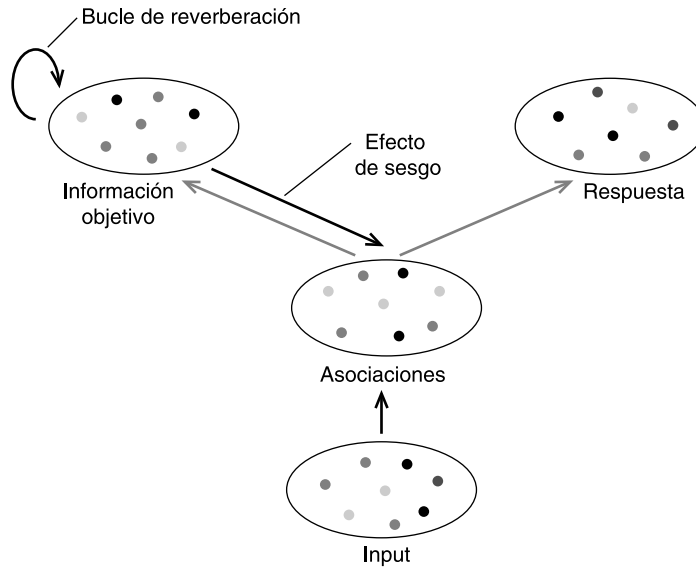 Bucle de reverberación
Efecto
de sesgo
Información
objetivo
Respuesta
Asociaciones
Input